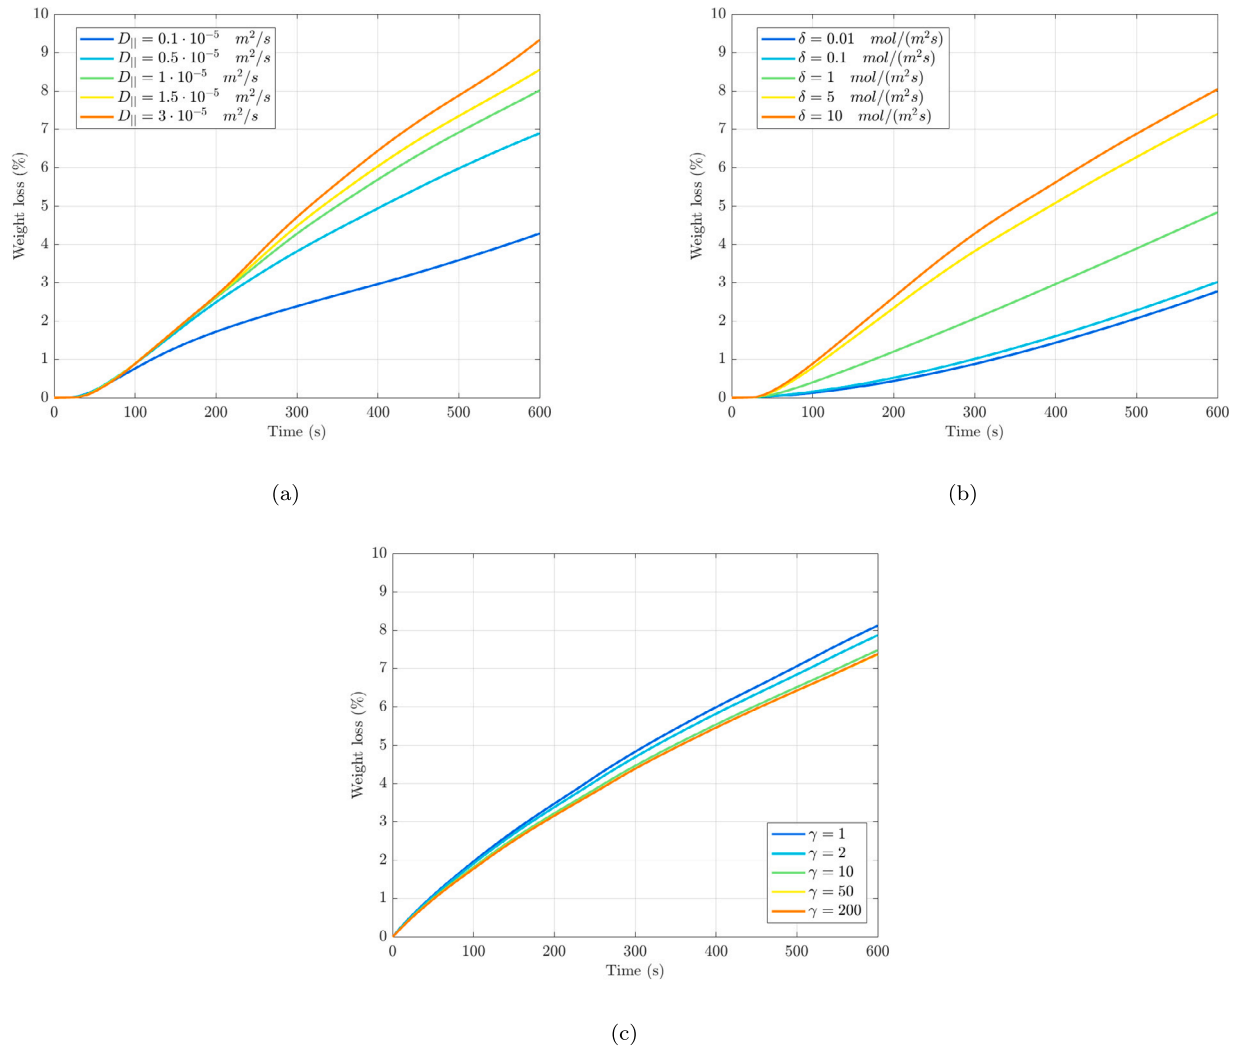 10
9
8
7
6
5
4
3
2
1
0
0 100 200 300 400 500 600
Weight loss (%)
Time (s)
D_{||} = 0.1 · 10^{-5} m^2/s
D_{||} = 0.5 · 10^{-5} m^2/s
D_{||} = 1 · 10^{-5} m^2/s
D_{||} = 1.5 · 10^{-5} m^2/s
D_{||} = 3 · 10^{-5} m^2/s
(a)
10
9
8
7
6
5
4
3
2
1
0
0 100 200 300 400 500 600
Weight loss (%)
Time (s)
δ = 0.01 mol/(m^2s)
δ = 0.1 mol/(m^2s)
δ = 1 mol/(m^2s)
δ = 5 mol/(m^2s)
δ = 10 mol/(m^2s)
(b)
10
9
8
7
6
5
4
3
2
1
0
0 100 200 300 400 500 600
Weight loss (%)
Time (s)
γ = 1
γ = 2
γ = 10
γ = 50
γ = 200
(c)